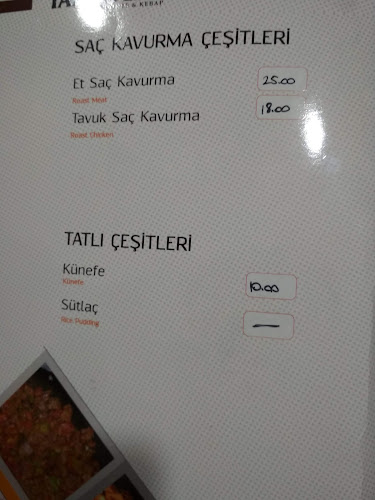 & KEBAP
SAÇ KAVURMA ÇEŞİTLERİ
Et Saç Kavurma 25.00
Roast Meat
Tavuk Saç Kavurma 18.00
Roast Chicken
TATLI ÇEŞİTLERİ
Künefe 10.00
Künefe
Sütlaç —
Rice Pudding